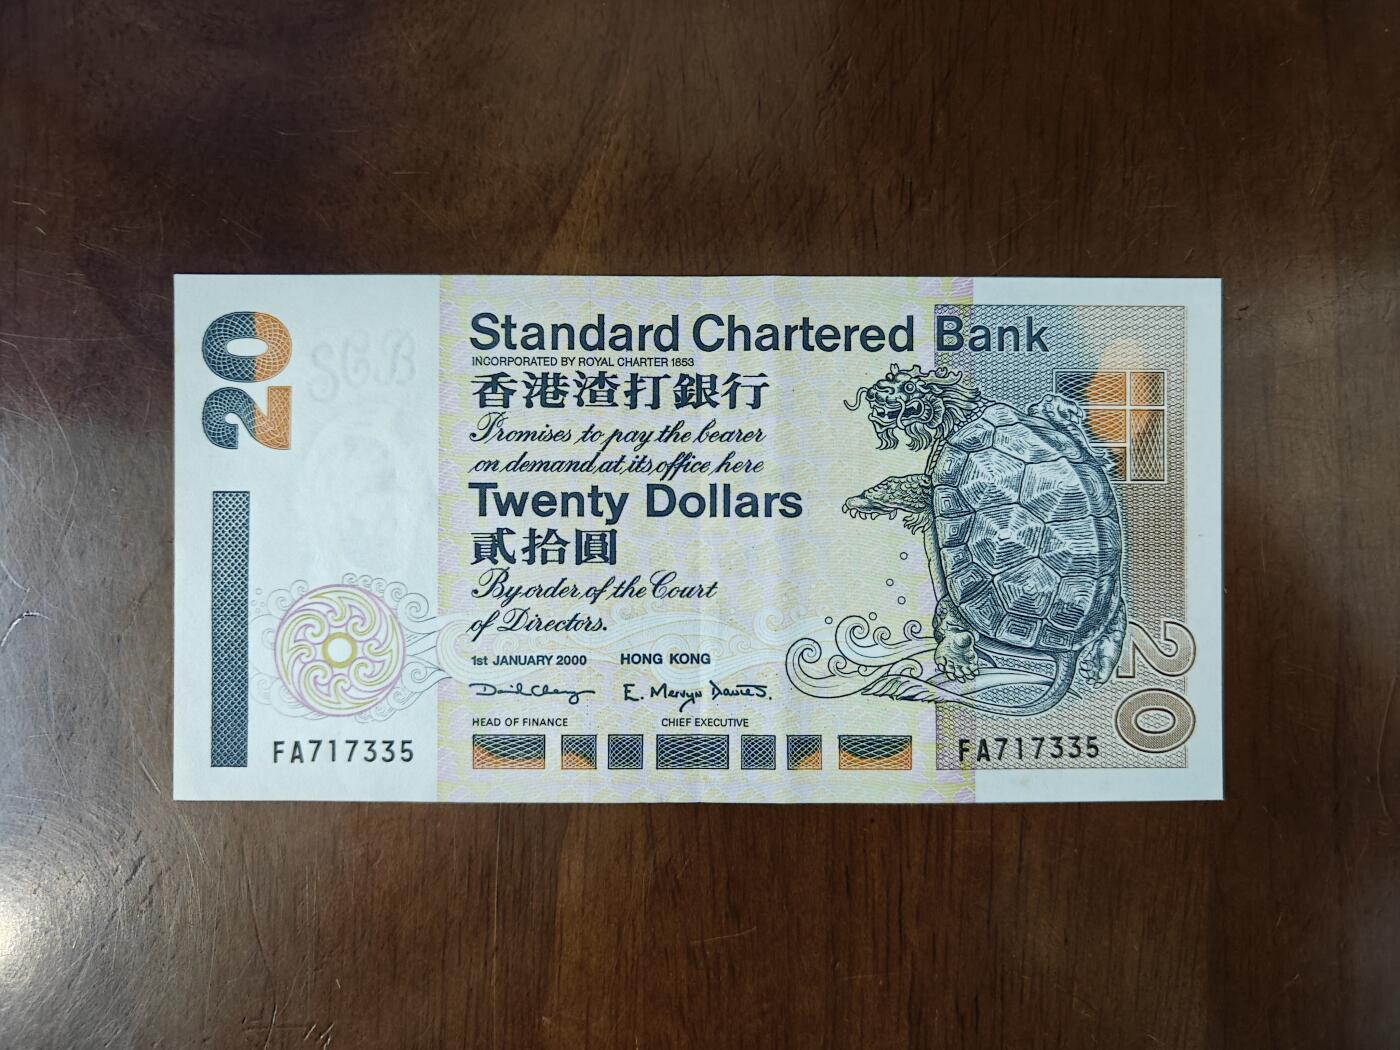 20
SCB
Standard Chartered Bank
INCORPORATED BY ROYAL CHARTER 1853
香港渣打銀行
Promises to pay the bearer
on demand at its office here
Twenty Dollars
貳拾圓
By order of the Court
of Directors.
1st JANUARY 2000 HONG KONG
E. Mervyn Davies.
HEAD OF FINANCE CHIEF EXECUTIVE
FA717335
FA717335
20